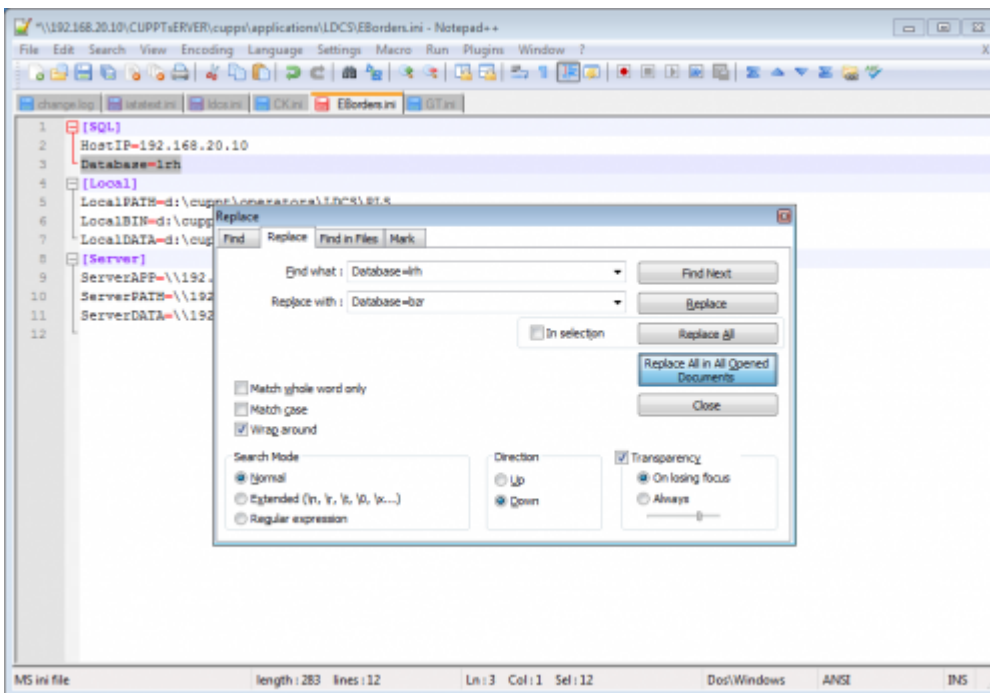 *\\192.168.20.10\CUPPTsERVER\cupps\applications\LDCS\EBorders.ini - Notepad++
File Edit Search View Encoding Language Settings Macro Run Plugins Window ?
X
change.log iatatest.ini ldcs.ini CK.ini EBorders.ini GT.ini
1 [SQL]
2 HostIP=192.168.20.10
3 Database=lrh
4 [Local]
5 LocalPATH=d:\cuppt\operators\LDCS\RLS
6 LocalBIN=d:\cupp
7 LocalDATA=d:\cup
8 [Server]
9 ServerAPP=\\192.
10 ServerPATH=\\192
11 ServerDATA=\\192
12
Replace
Find Replace Find in Files Mark
Find what : Database=lrh
Find Next
Replace with : Database=bzr
Replace
In selection
Replace All
Replace All in All Opened
Documents
Match whole word only
Match case
Close
Wrap around
Search Mode
Direction
Transparency
Normal
Up
On losing focus
Extended (\n, \r, \t, \0, \x...)
Down
Always
Regular expression
MS ini file length : 283 lines : 12 Ln : 3 Col : 1 Sel : 12 Dos\Windows ANSI INS